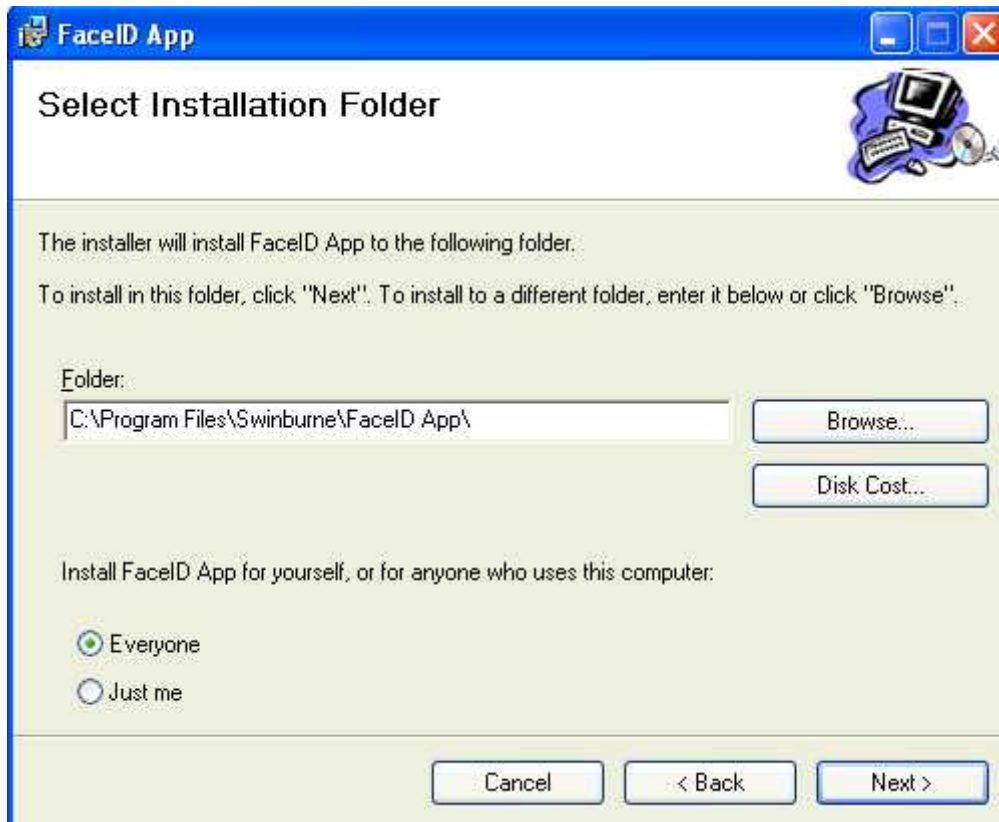 FaceID App
Select Installation Folder
The installer will install FaceID App to the following folder.
To install in this folder, click "Next". To install to a different folder, enter it below or click "Browse".
Folder:
C:\Program Files\Swinburne\FaceID App\
Browse...
Disk Cost...
Install FaceID App for yourself, or for anyone who uses this computer:
Everyone
Just me
Cancel
< Back
Next >